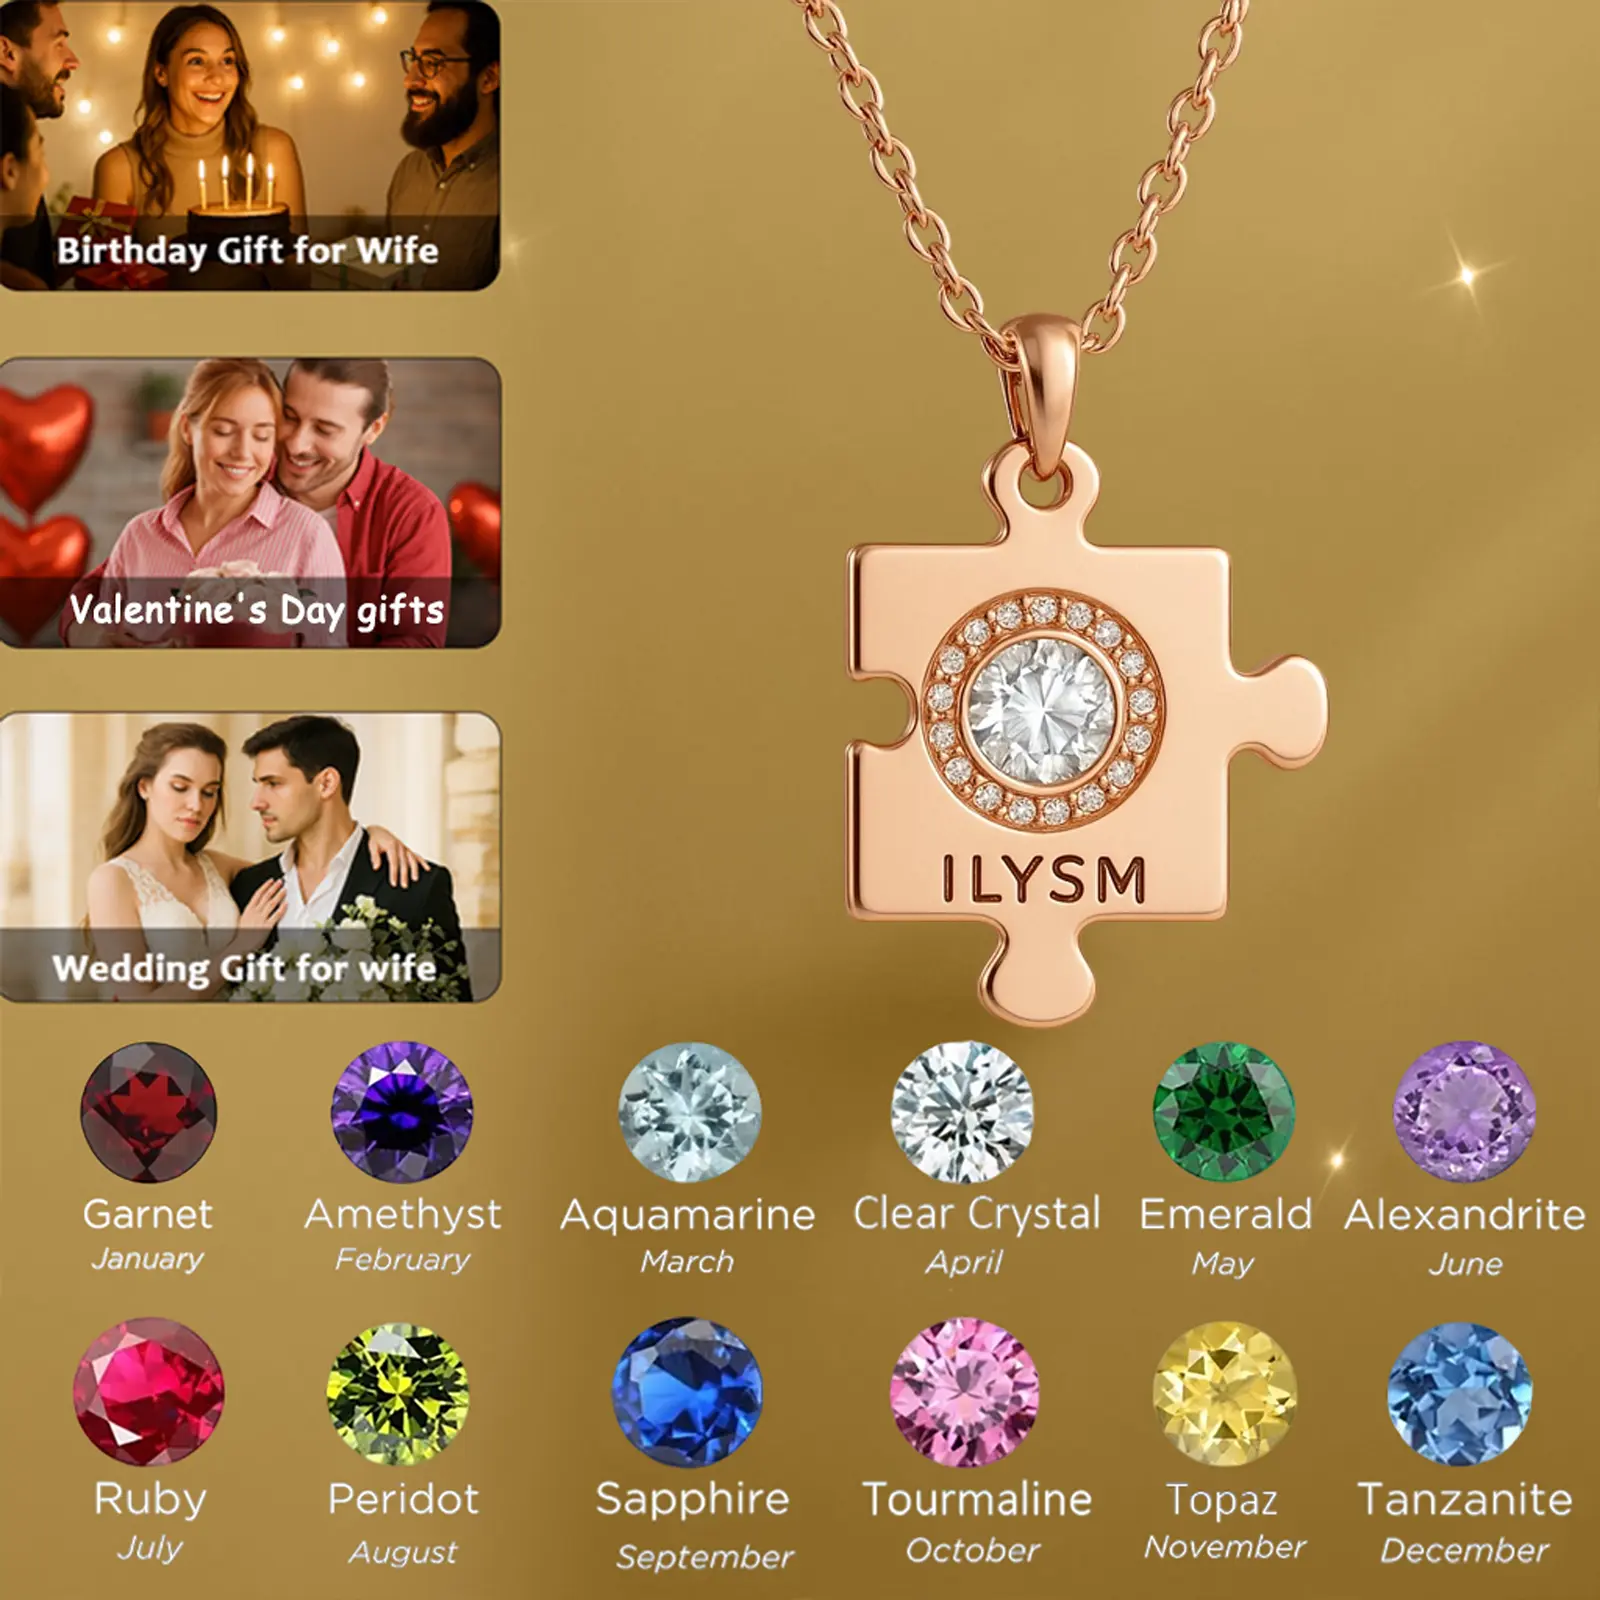 Birthday Gift for Wife
Valentine's Day gifts
Wedding Gift for wife
ILYSM
Garnet
January
Amethyst
February
Aquamarine
March
Clear Crystal
April
Emerald
May
Alexandrite
June
Ruby
July
Peridot
August
Sapphire
September
Tourmaline
October
Topaz
November
Tanzanite
December